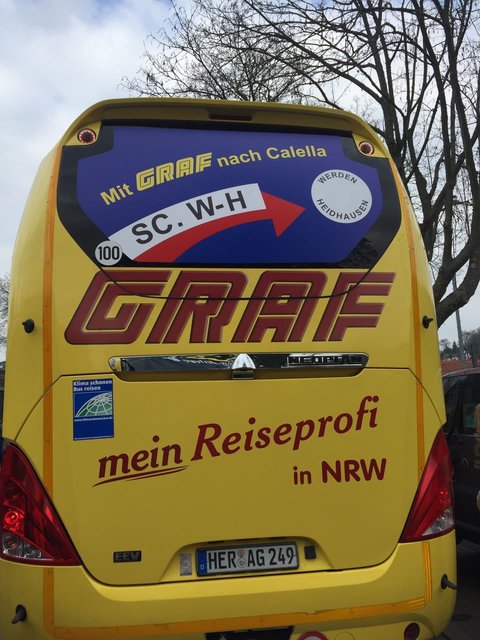 Mit GRAF nach Calella
SC. W-H
WERDEN
HEIDHAUSEN
100
GRAF
NEOPLAN
Klima schonen
Bus reisen
mein Reiseprofi
in NRW
EEV
HER AG 249